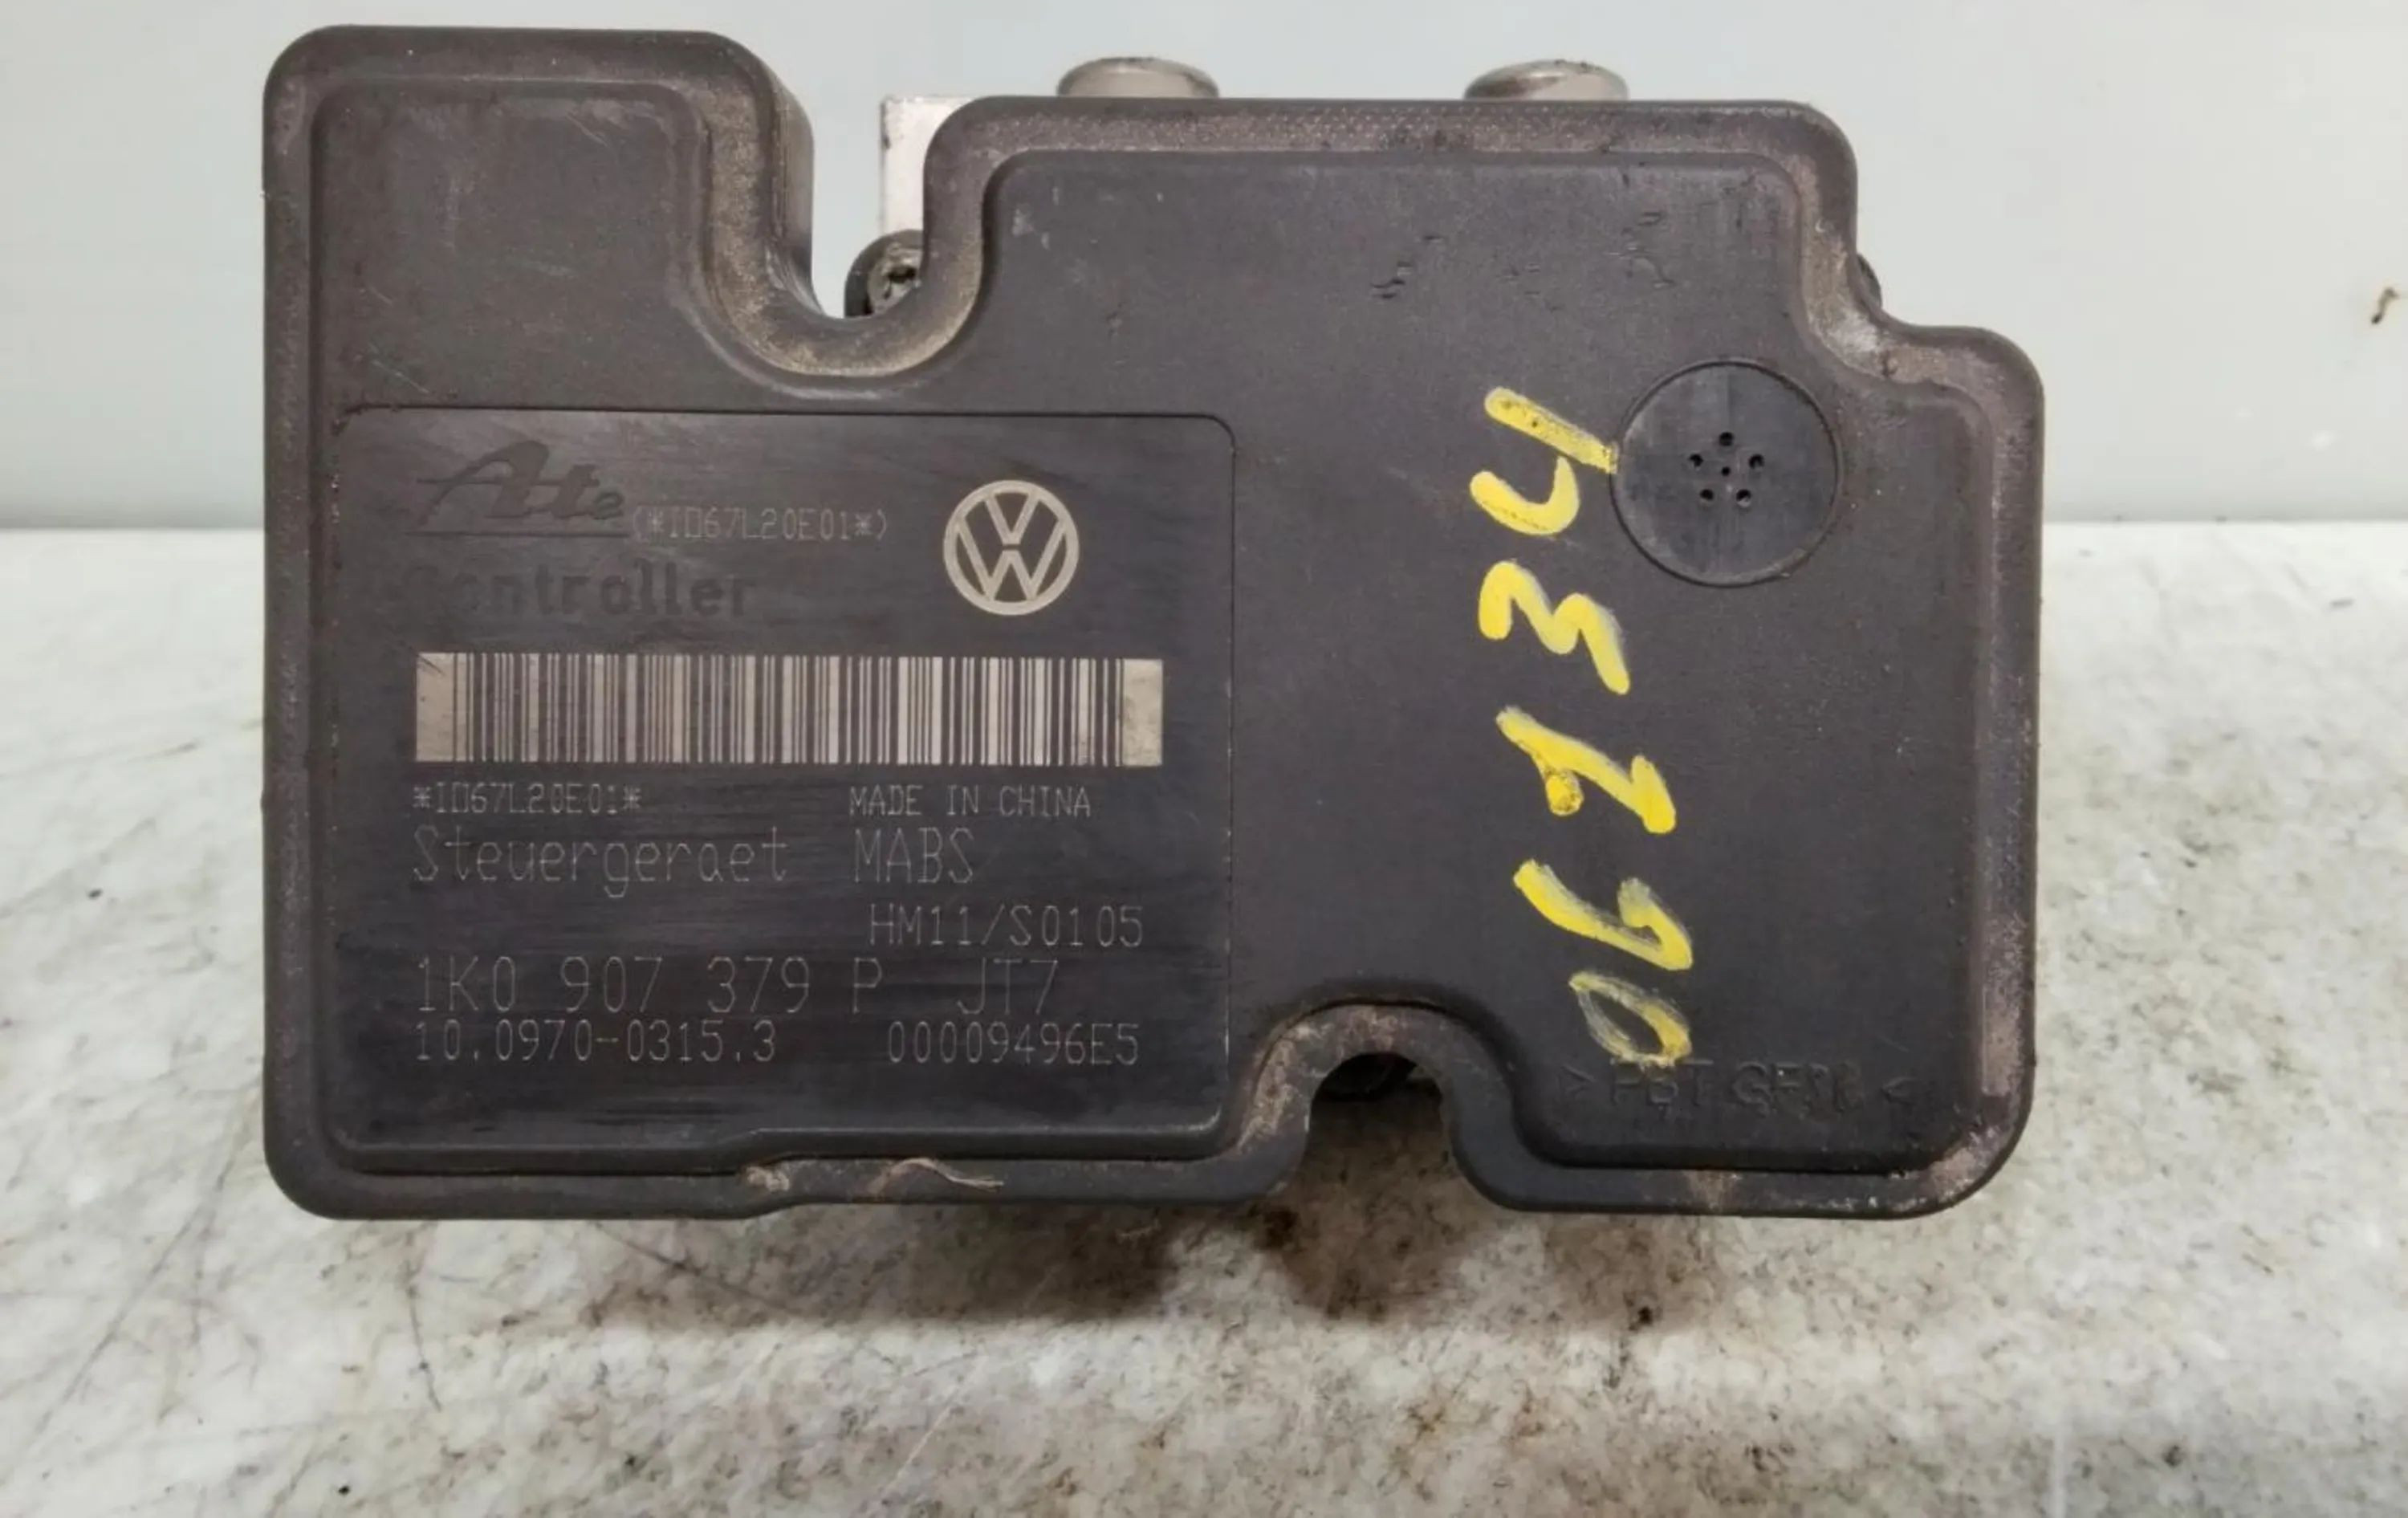 Ate (*ID67L20E01*)
Controller
*ID67L20E01* MADE IN CHINA
Steuergeraet MABS
HM11/S0105
1K0 907 379 P JT7
10.0970-0315.3 00009496E5